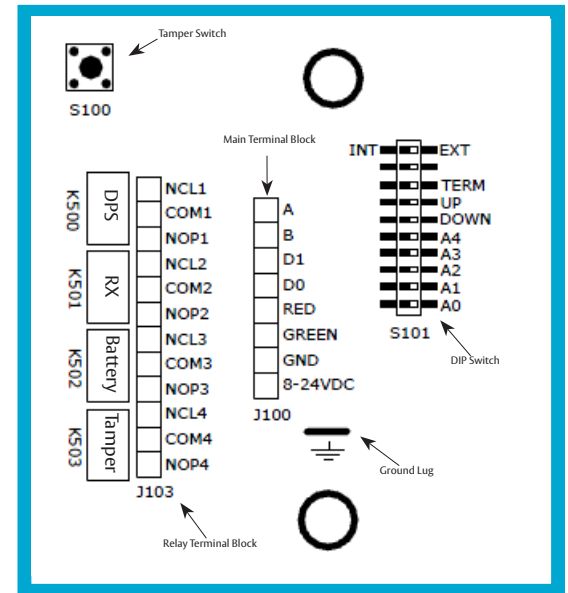 Tamper Switch
S100
Main Terminal Block
INT EXT
TERM
UP
DOWN
A4
A3
A2
A1
A0
S101
DIP Switch
K500 DPS
K501 RX
K502 Battery
K503 Tamper
NCL1
COM1
NOP1
NCL2
COM2
NOP2
NCL3
COM3
NOP3
NCL4
COM4
NOP4
J103
Relay Terminal Block
A
B
D1
D0
RED
GREEN
GND
8-24VDC
J100
Ground Lug